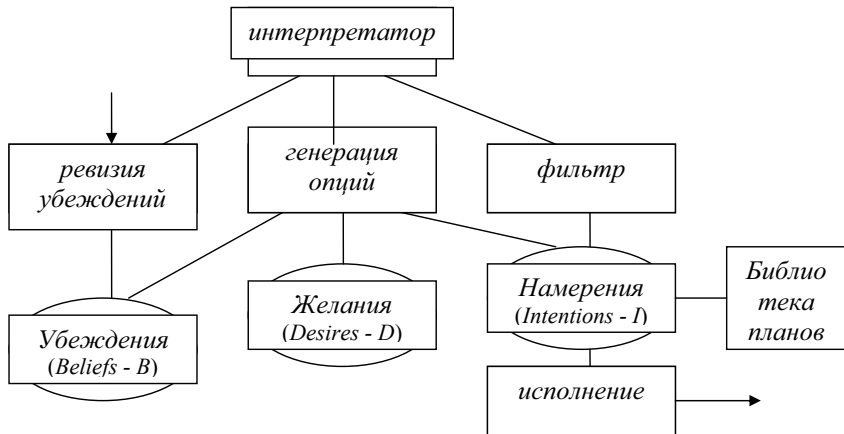 интерпретатор
ревизия
убеждений
генерация
опций
фильтр
Убеждения
(Beliefs - B)
Желания
(Desires - D)
Намерения
(Intentions - I)
Библио
тека
планов
исполнение